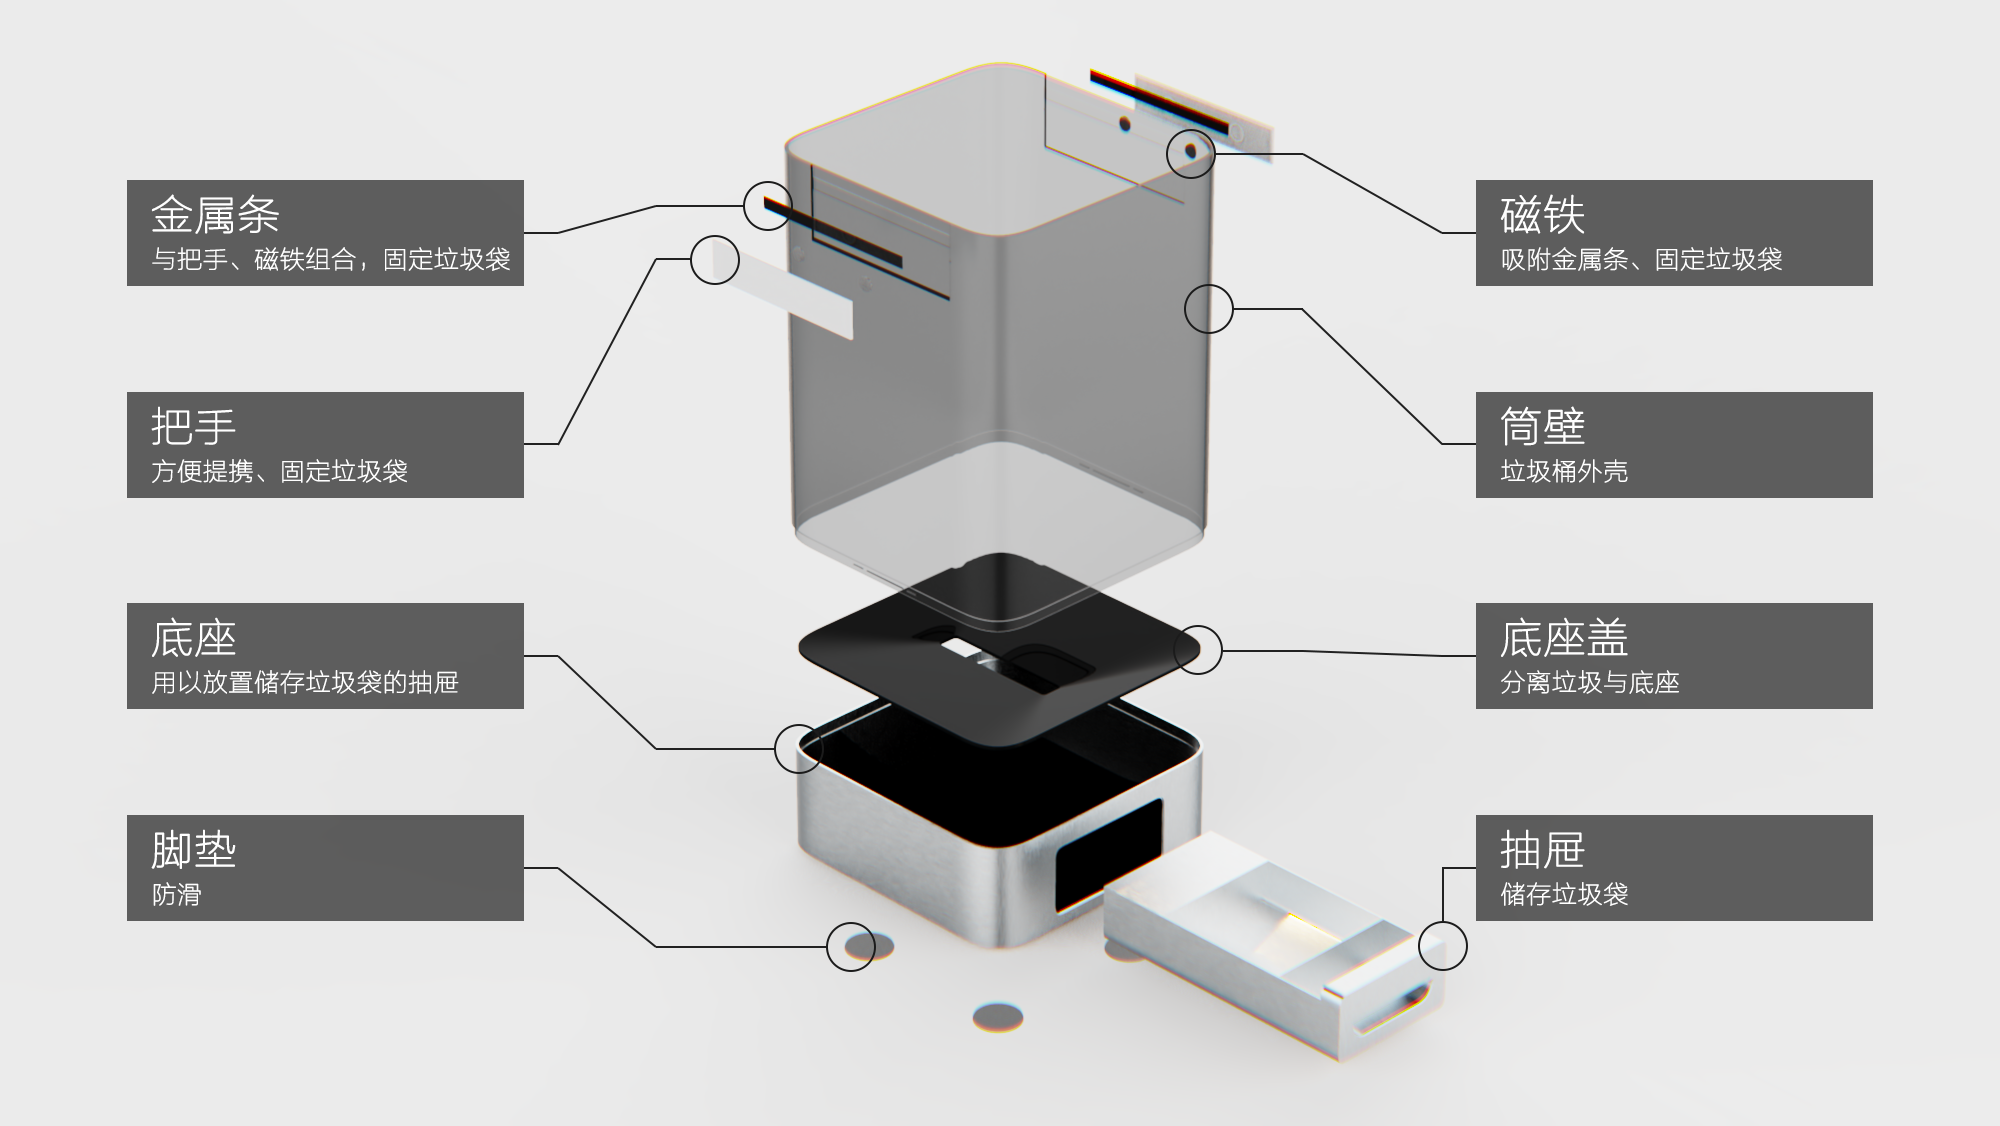 金属条
与把手、磁铁组合，固定垃圾袋
把手
方便提携、固定垃圾袋
底座
用以放置储存垃圾袋的抽屉
脚垫
防滑
磁铁
吸附金属条、固定垃圾袋
筒壁
垃圾桶外壳
底座盖
分离垃圾与底座
抽屉
储存垃圾袋